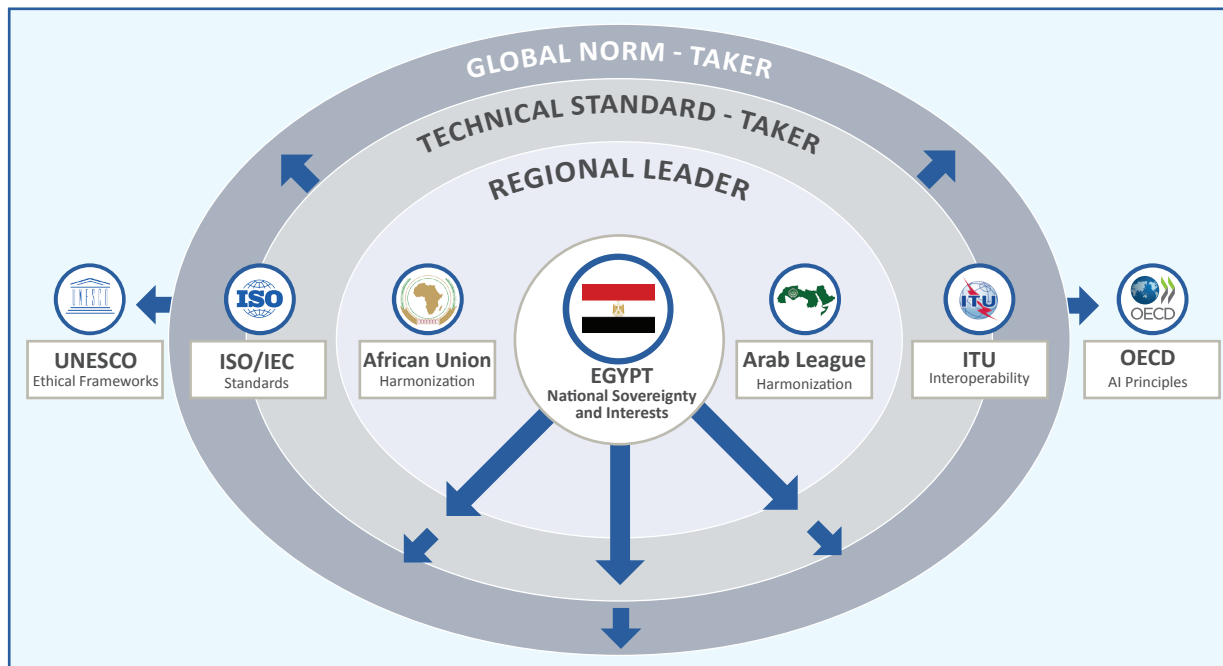 GLOBAL NORM - TAKER
TECHNICAL STANDARD - TAKER
REGIONAL LEADER
UNESCO
UNESCO
Ethical Frameworks
ISO
ISO/IEC
Standards
African Union
Harmonization
EGYPT
National Sovereignty
and Interests
Arab League
Harmonization
ITU
ITU
Interoperability
OECD
OECD
AI Principles